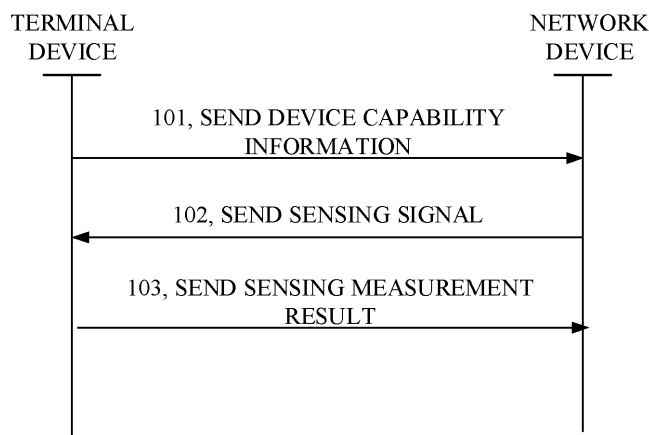 TERMINAL
DEVICE
NETWORK
DEVICE
101, SEND DEVICE CAPABILITY
INFORMATION
102, SEND SENSING SIGNAL
103, SEND SENSING MEASUREMENT
RESULT